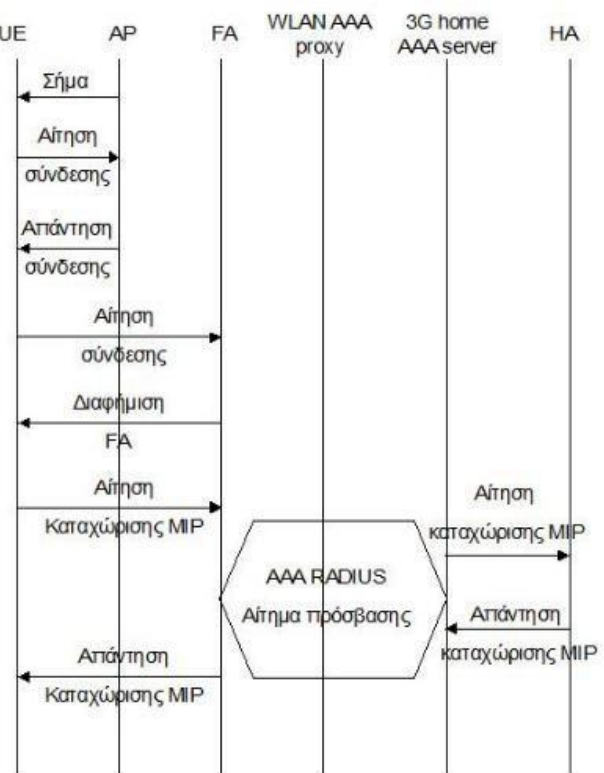 UE
AP
FA
WLAN AAA
proxy
3G home
AAA server
HA
Σήμα
Αίτηση
σύνδεσης
Απάντηση
σύνδεσης
Αίτηση
σύνδεσης
Διαφήμιση
FA
Αίτηση
Καταχώρισης MIP
Αίτηση
καταχώρισης MIP
AAA RADIUS
Αίτημα πρόσβασης
Απάντηση
καταχώρισης MIP
Απάντηση
Καταχώρισης MIP